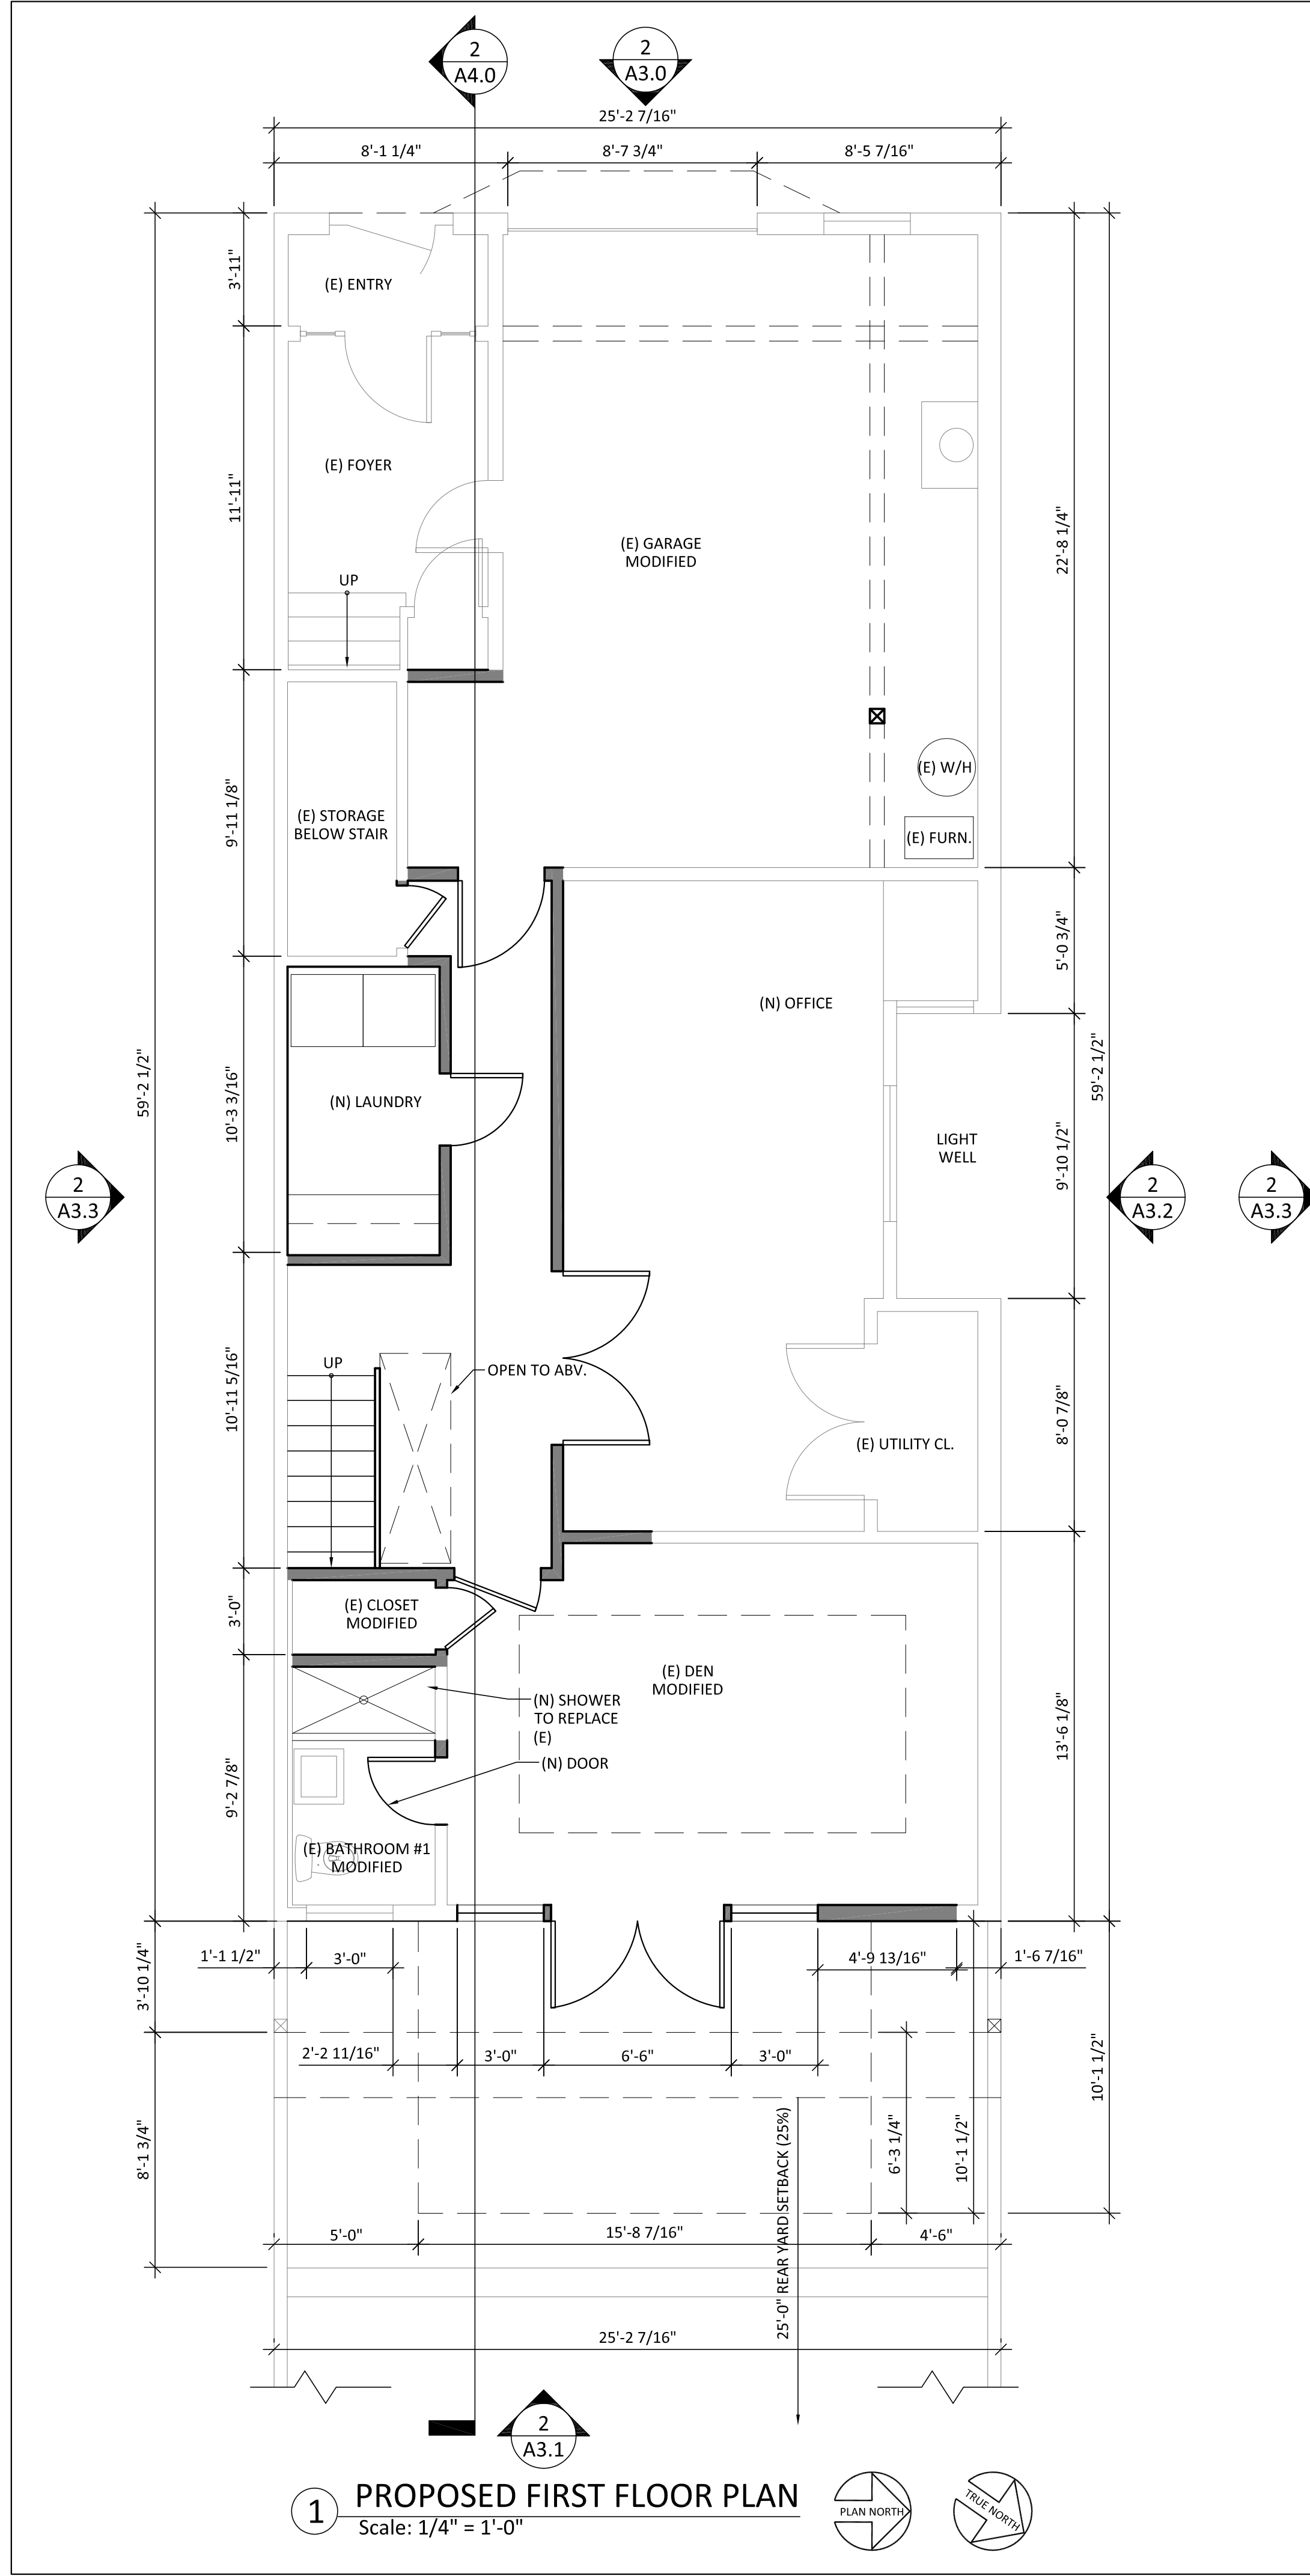 2
A4.0
2
A3.0
25'-2 7/16"
8'-1 1/4"
8'-7 3/4"
8'-5 7/16"
3'-11"
(E) ENTRY
11'-11"
(E) FOYER
UP
(E) GARAGE
MODIFIED
22'-8 1/4"
9'-11 1/8"
(E) STORAGE
BELOW STAIR
(E) W/H
(E) FURN.
5'-0 3/4"
(N) OFFICE
59'-2 1/2"
59'-2 1/2"
10'-3 3/16"
(N) LAUNDRY
LIGHT
WELL
9'-10 1/2"
2
A3.3
2
A3.2
2
A3.3
10'-11 5/16"
UP
OPEN TO ABV.
(E) UTILITY CL.
8'-0 7/8"
3'-0"
(E) CLOSET
MODIFIED
(E) DEN
MODIFIED
(N) SHOWER
TO REPLACE
(E)
(N) DOOR
13'-6 1/8"
9'-2 7/8"
(E) BATHROOM #1
MODIFIED
1'-1 1/2"
3'-0"
4'-9 13/16"
1'-6 7/16"
3'-10 1/4"
2'-2 11/16"
3'-0"
6'-6"
3'-0"
10'-1 1/2"
8'-1 3/4"
25'-0" REAR YARD SETBACK (25%)
6'-3 1/4"
10'-1 1/2"
5'-0"
15'-8 7/16"
4'-6"
25'-2 7/16"
2
A3.1
1
PROPOSED FIRST FLOOR PLAN
Scale: 1/4" = 1'-0"
PLAN NORTH
TRUE NORTH